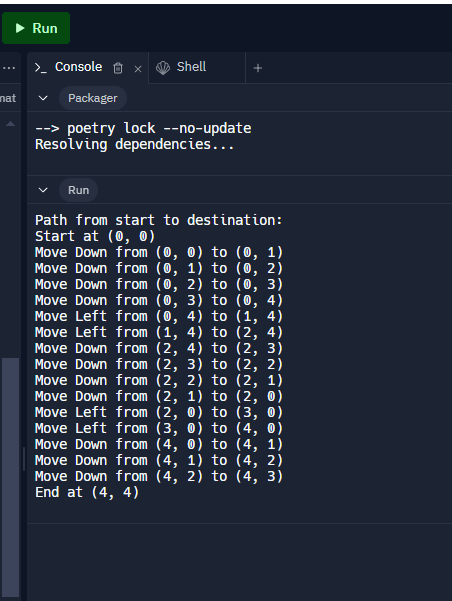 Run
Console
Shell
mat
Packager
--> poetry lock --no-update
Resolving dependencies...
Run
Path from start to destination:
Start at (0, 0)
Move Down from (0, 0) to (0, 1)
Move Down from (0, 1) to (0, 2)
Move Down from (0, 2) to (0, 3)
Move Down from (0, 3) to (0, 4)
Move Left from (0, 4) to (1, 4)
Move Left from (1, 4) to (2, 4)
Move Down from (2, 4) to (2, 3)
Move Down from (2, 3) to (2, 2)
Move Down from (2, 2) to (2, 1)
Move Down from (2, 1) to (2, 0)
Move Left from (2, 0) to (3, 0)
Move Left from (3, 0) to (4, 0)
Move Down from (4, 0) to (4, 1)
Move Down from (4, 1) to (4, 2)
Move Down from (4, 2) to (4, 3)
End at (4, 4)